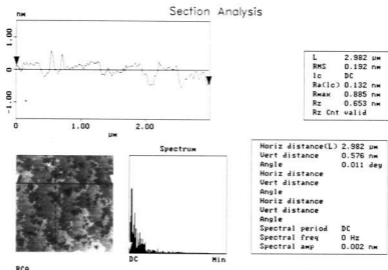 Section Analysis
nm
1.00
0
-1.00
0
1.00
2.00
µm
L 2.982 µm
RMS 0.192 nm
lc DC
Ra(lc) 0.132 nm
Rmax 0.885 nm
Rz 0.653 nm
Rz Cnt valid
Spectrum
DC
Min
Horiz distance(L) 2.982 µm
Vert distance 0.576 nm
Angle 0.011 deg
Horiz distance
Vert distance
Angle
Horiz distance
Vert distance
Angle
Spectral period DC
Spectral freq 0 Hz
Spectral amp 0.002 nm
RCA